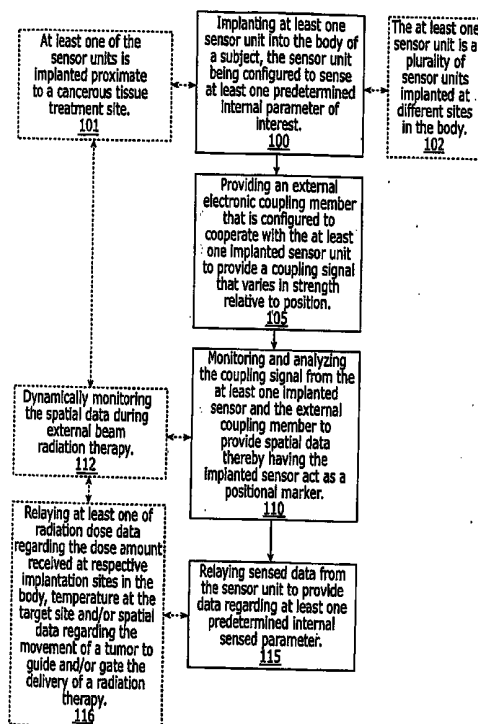 At least one of the
sensor units is
implanted proximate
to a cancerous tissue
treatment site.
101
Implanting at least one
sensor unit into the body of
a subject, the sensor unit
being configured to sense
at least one predetermined
internal parameter of
interest.
100
The at least one
sensor unit is a
plurality of
sensor units
implanted at
different sites
in the body.
102
Providing an external
electronic coupling member
that is configured to
cooperate with the at least
one implanted sensor unit
to provide a coupling signal
that varies in strength
relative to position.
105
Monitoring and analyzing
the coupling signal from the
at least one implanted
sensor and the external
coupling member to
provide spatial data
thereby having the
implanted sensor act as a
positional marker.
110
Dynamically monitoring
the spatial data during
external beam
radiation therapy.
112
Relaying at least one of
radiation dose data
regarding the dose amount
received at respective
implantation sites in the
body, temperature at the
target site and/or spatial
data regarding the
movement of a tumor to
guide and/or gate the
delivery of a radiation
therapy.
116
Relaying sensed data from
the sensor unit to provide
data regarding at least one
predetermined internal
sensed parameter.
115